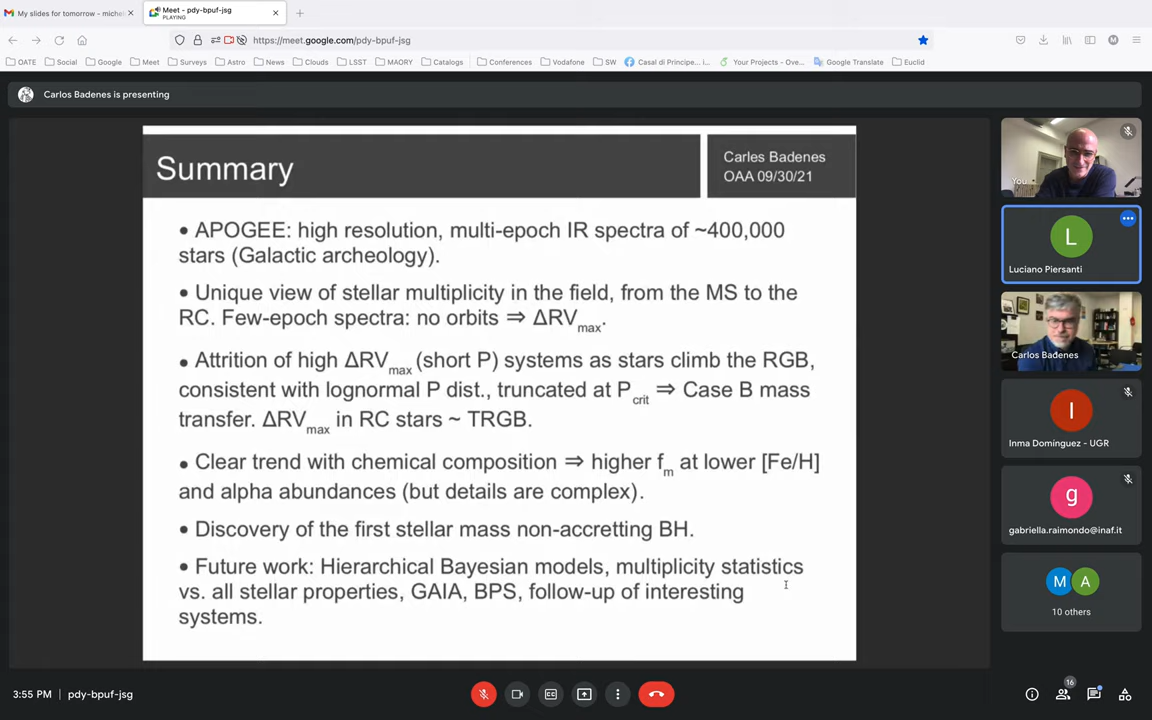 My slides for tomorrow - michel
Meet - pdy-bpuf-jsg
PLAYING
https://meet.google.com/pdy-bpuf-jsg
OATE Social Google Meet Surveys Astro News Clouds LSST MAORY Catalogs Conferences Vodafone SW Casal di Principe... i... Your Projects - Ove... Google Translate Euclid
Carlos Badenes is presenting
Summary
Carles Badenes
OAA 09/30/21
• APOGEE: high resolution, multi-epoch IR spectra of ~400,000
stars (Galactic archeology).
• Unique view of stellar multiplicity in the field, from the MS to the
RC. Few-epoch spectra: no orbits ⇒ ΔRVmax.
• Attrition of high ΔRVmax (short P) systems as stars climb the RGB,
consistent with lognormal P dist., truncated at Pcrit ⇒ Case B mass
transfer. ΔRVmax in RC stars ~ TRGB.
• Clear trend with chemical composition ⇒ higher fm at lower [Fe/H]
and alpha abundances (but details are complex).
• Discovery of the first stellar mass non-accretting BH.
• Future work: Hierarchical Bayesian models, multiplicity statistics
vs. all stellar properties, GAIA, BPS, follow-up of interesting
systems.
You
L
Luciano Piersanti
Carlos Badenes
I
Inma Domínguez - UGR
g
gabriella.raimondo@inaf.it
M A
10 others
3:55 PM | pdy-bpuf-jsg
16